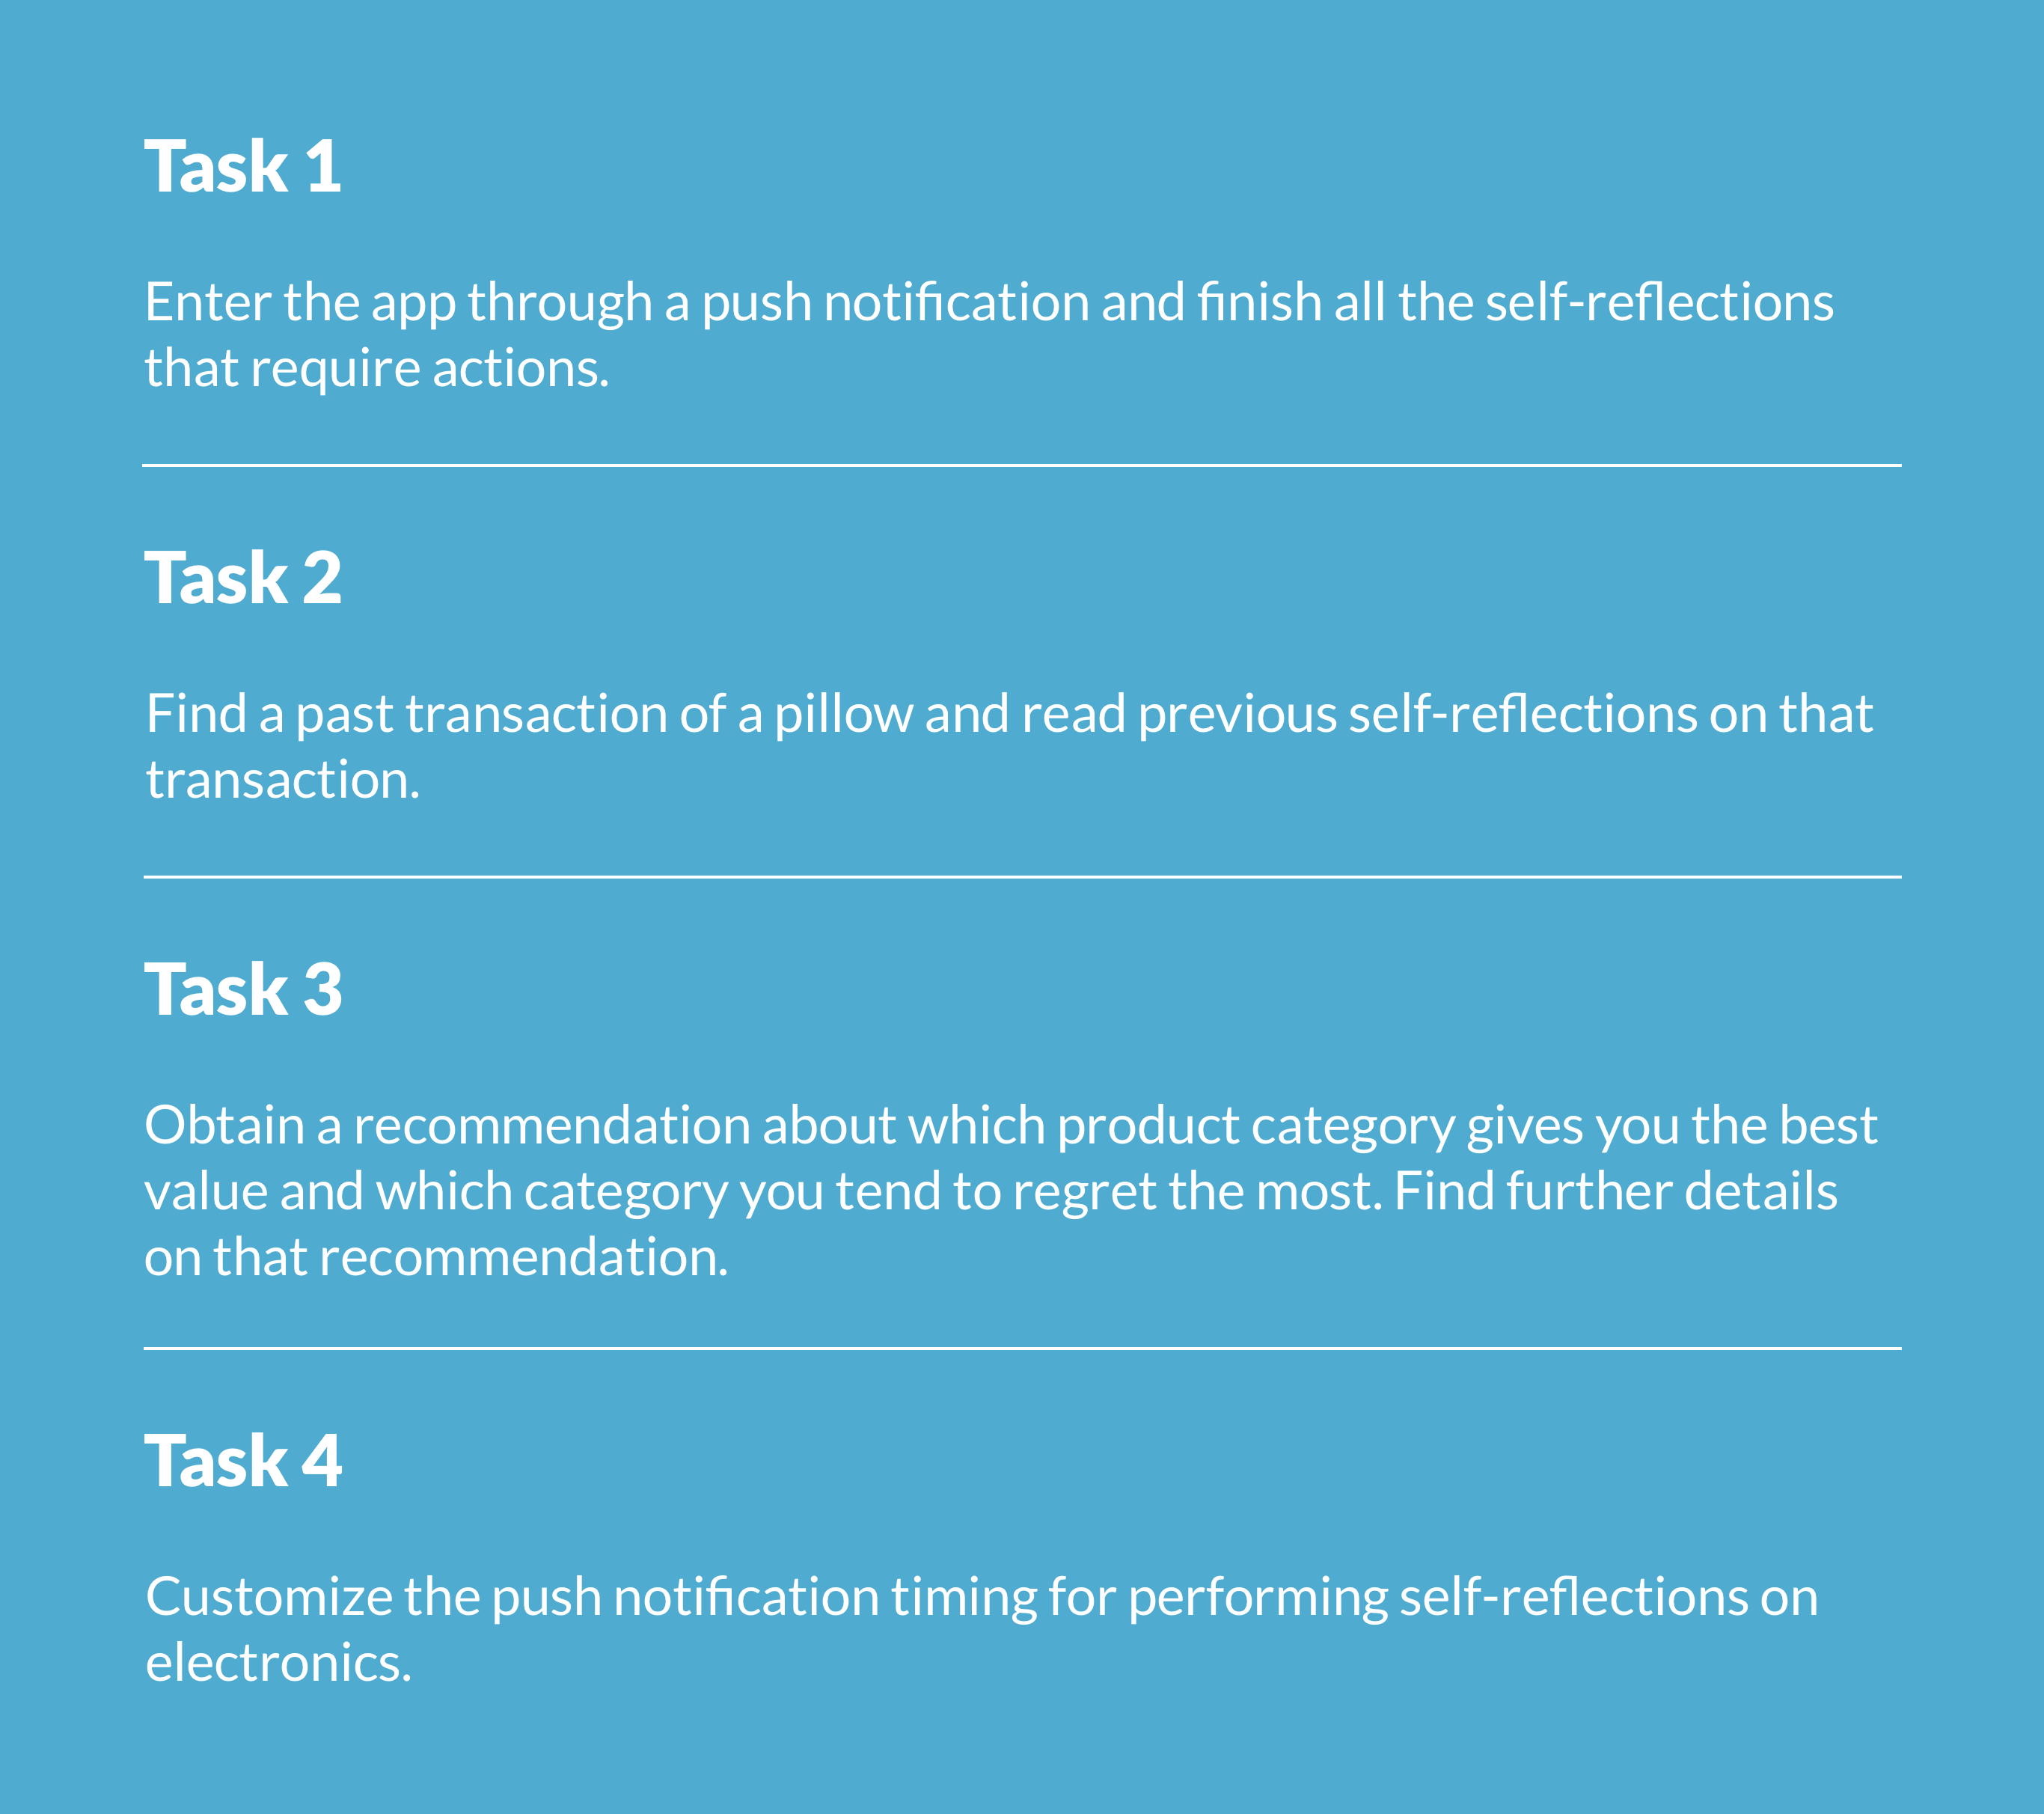 Task 1
Enter the app through a push notification and finish all the self-reflections
that require actions.
Task 2
Find a past transaction of a pillow and read previous self-reflections on that
transaction.
Task 3
Obtain a recommendation about which product category gives you the best
value and which category you tend to regret the most. Find further details
on that recommendation.
Task 4
Customize the push notification timing for performing self-reflections on
electronics.